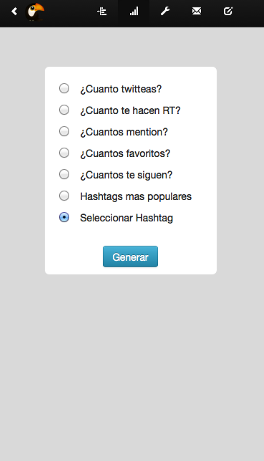 ¿Cuanto twitteas?
¿Cuanto te hacen RT?
¿Cuantos mention?
¿Cuantos favoritos?
¿Cuantos te siguen?
Hashtags mas populares
Seleccionar Hashtag
Generar